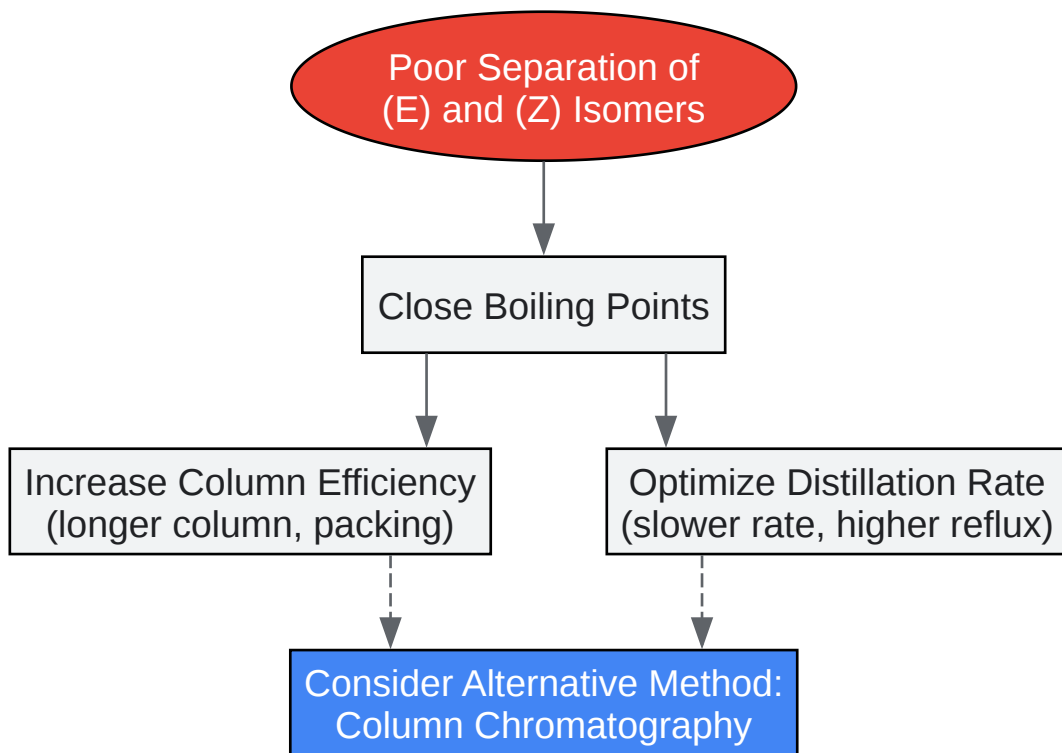 Poor Separation of
(E) and (Z) Isomers
Close Boiling Points
Increase Column Efficiency
(longer column, packing)
Optimize Distillation Rate
(slower rate, higher reflux)
Consider Alternative Method:
Column Chromatography